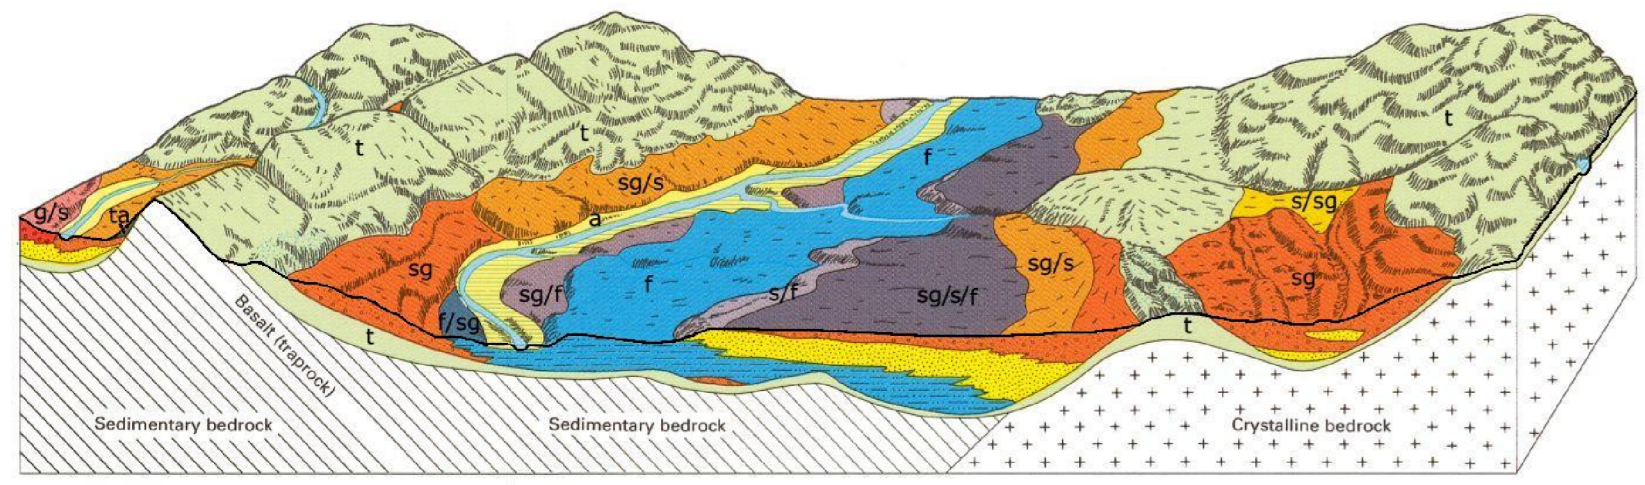 t
t
t
t
f
sg/s
g/s
ta
a
s/sg
sg
sg/s
sg
sg/f
f
s/f
sg/s/f
f/sg
t
t
Basalt (traprock)
Sedimentary bedrock
Sedimentary bedrock
Crystalline bedrock